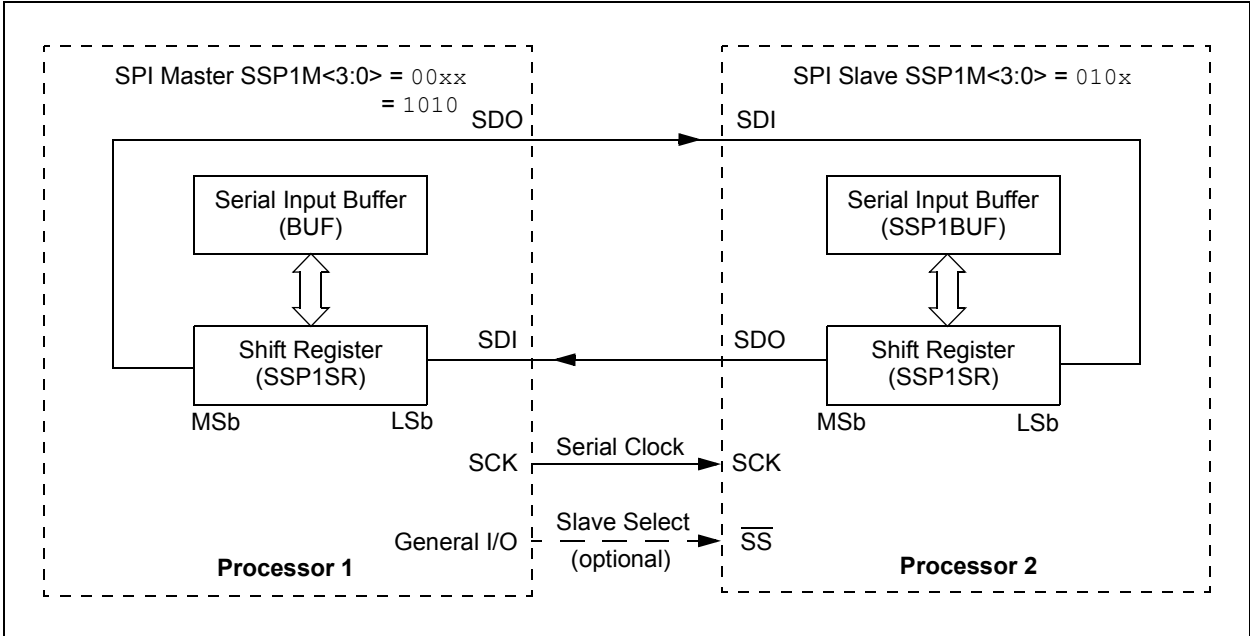 SPI Master SSP1M<3:0> = 00xx
= 1010
SDO
Serial Input Buffer
(BUF)
SDI
Shift Register
(SSP1SR)
MSb
LSb
SCK
Serial Clock
General I/O
Slave Select
(optional)
Processor 1
SPI Slave SSP1M<3:0> = 010x
SDI
Serial Input Buffer
(SSP1BUF)
SDO
Shift Register
(SSP1SR)
MSb
LSb
SCK
S̅S̅
Processor 2